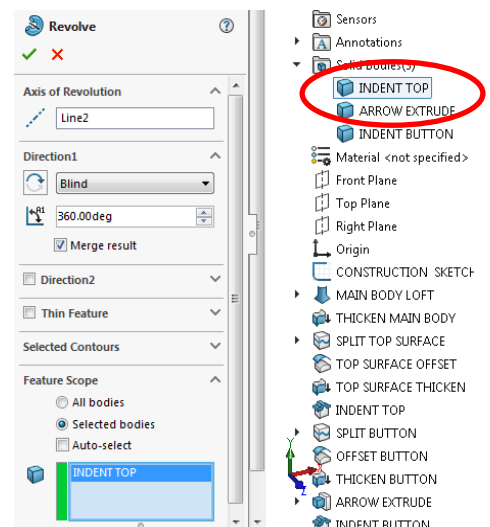 Revolve
Axis of Revolution
Line2
Direction1
Blind
A1
360.00deg
Merge result
Direction2
Thin Feature
Selected Contours
Feature Scope
All bodies
Selected bodies
Auto-select
INDENT TOP
Sensors
Annotations
Solid Bodies(3)
INDENT TOP
ARROW EXTRUDE
INDENT BUTTON
Material <not specified>
Front Plane
Top Plane
Right Plane
Origin
CONSTRUCTION SKETCH
MAIN BODY LOFT
THICKEN MAIN BODY
SPLIT TOP SURFACE
TOP SURFACE OFFSET
TOP SURFACE THICKEN
INDENT TOP
SPLIT BUTTON
OFFSET BUTTON
THICKEN BUTTON
ARROW EXTRUDE
INDENT BUTTON
Y
Z